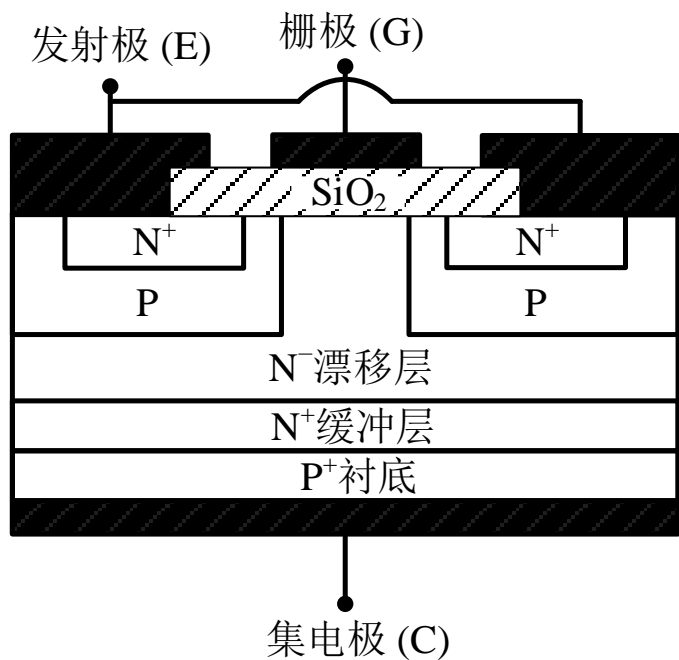 发射极 (E)
栅极 (G)
SiO₂
N⁺
N⁺
P
P
N⁻漂移层
N⁺缓冲层
P⁺衬底
集电极 (C)